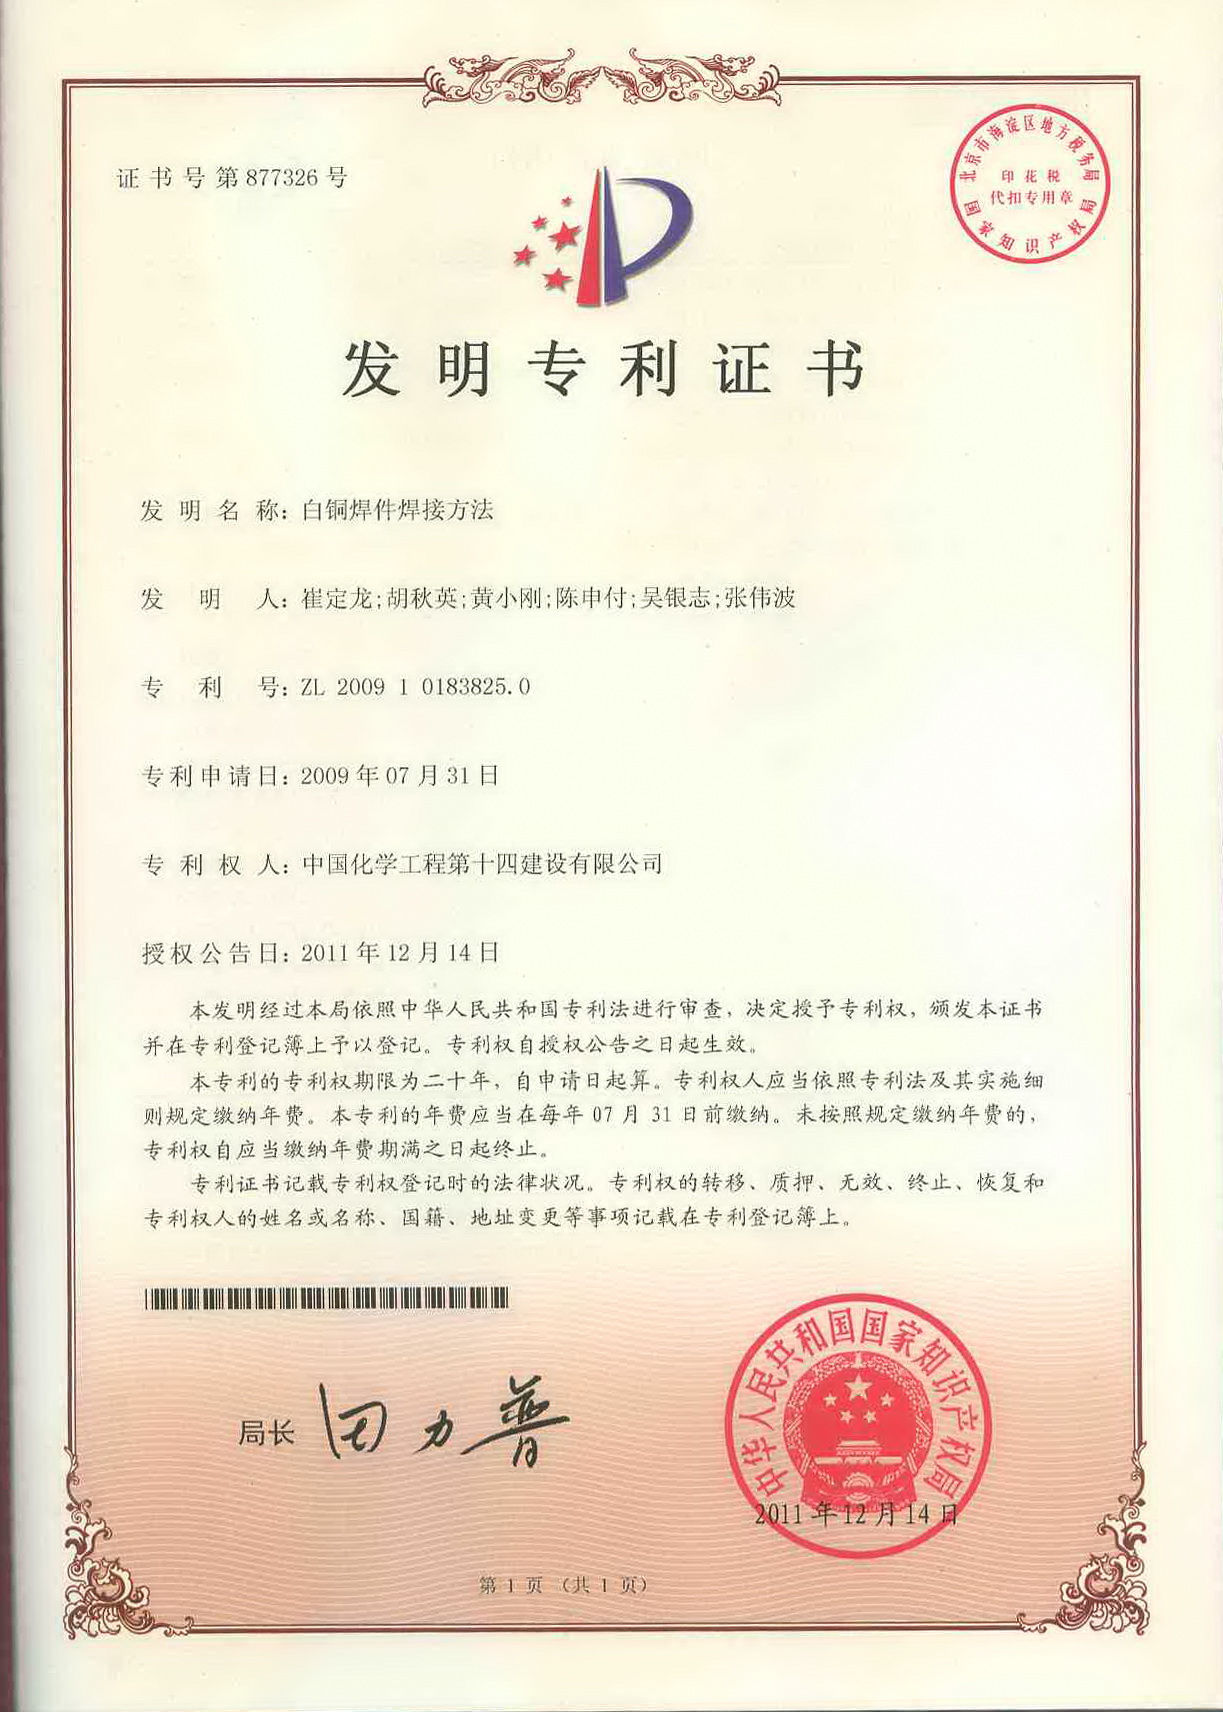 证书号第877326号
北京市海淀区地方税务局
印花税
代扣专用章
国家知识产权局
发明专利证书
发明名称：白铜焊件焊接方法
发明人：崔定龙;胡秋英;黄小刚;陈申付;吴银志;张伟波
专利号：ZL 2009 1 0183825.0
专利申请日：2009年07月31日
专利权人：中国化学工程第十四建设有限公司
授权公告日：2011年12月14日
本发明经过本局依照中华人民共和国专利法进行审查，决定授予专利权，颁发本证书
并在专利登记簿上予以登记。专利权自授权公告之日起生效。
本专利的专利权期限为二十年，自申请日起算。专利权人应当依照专利法及其实施细
则规定缴纳年费。本专利的年费应当在每年07月31日前缴纳。未按照规定缴纳年费的，
专利权自应当缴纳年费期满之日起终止。
专利证书记载专利权登记时的法律状况。专利权的转移、质押、无效、终止、恢复和
专利权人的姓名或名称、国籍、地址变更等事项记载在专利登记簿上。
局长 田力普
中华人民共和国国家知识产权局
2011年12月14日
第1页（共1页）